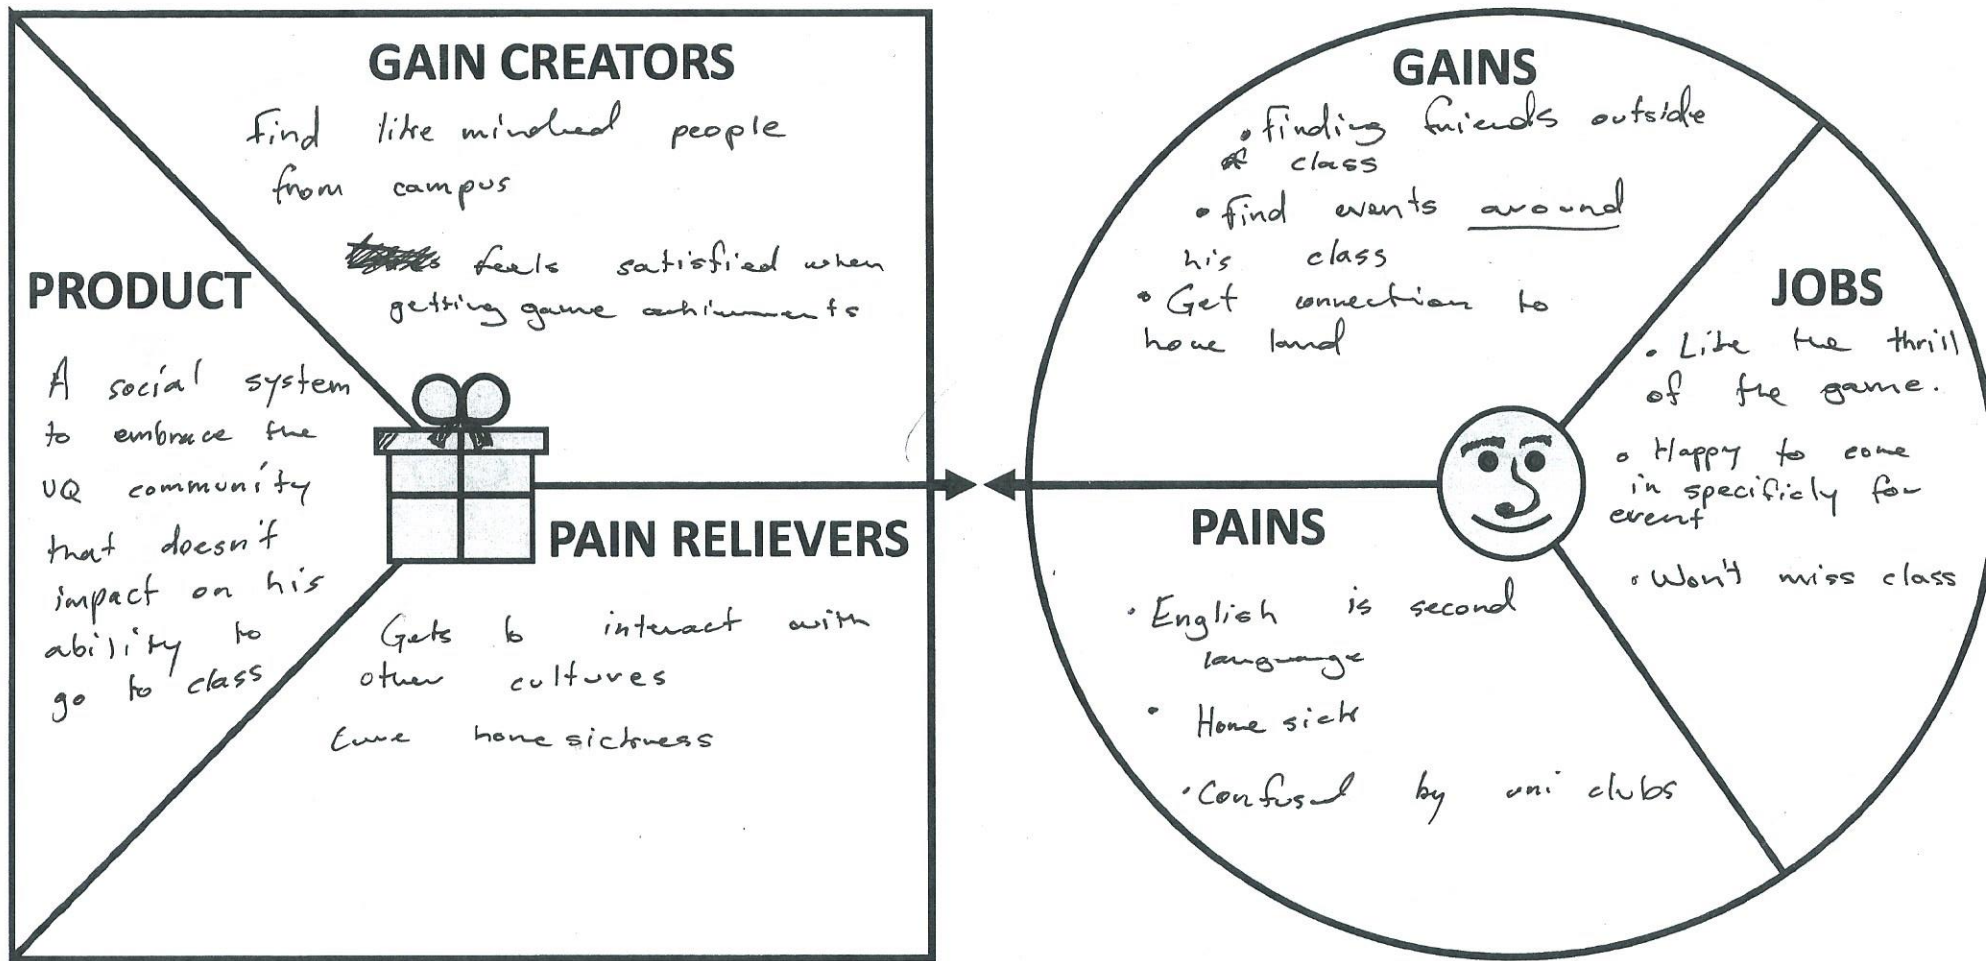 GAIN CREATORS
find like minded people
from campus
feels satisfied when
getting game achivments
PRODUCT
A social system
to embrace the
UQ community
that doesn't
impact on his
ability to
go to class
PAIN RELIEVERS
Gets to interact with
other cultures
Cure home sickness
GAINS
• finding friends outside
class
• find events around
his class
• Get connection to
home land
JOBS
• Like the thrill
of the game.
• Happy to come
in specificly for
event
• Won't miss class
PAINS
• English is second
language
• Home sick
• Confused by uni clubs